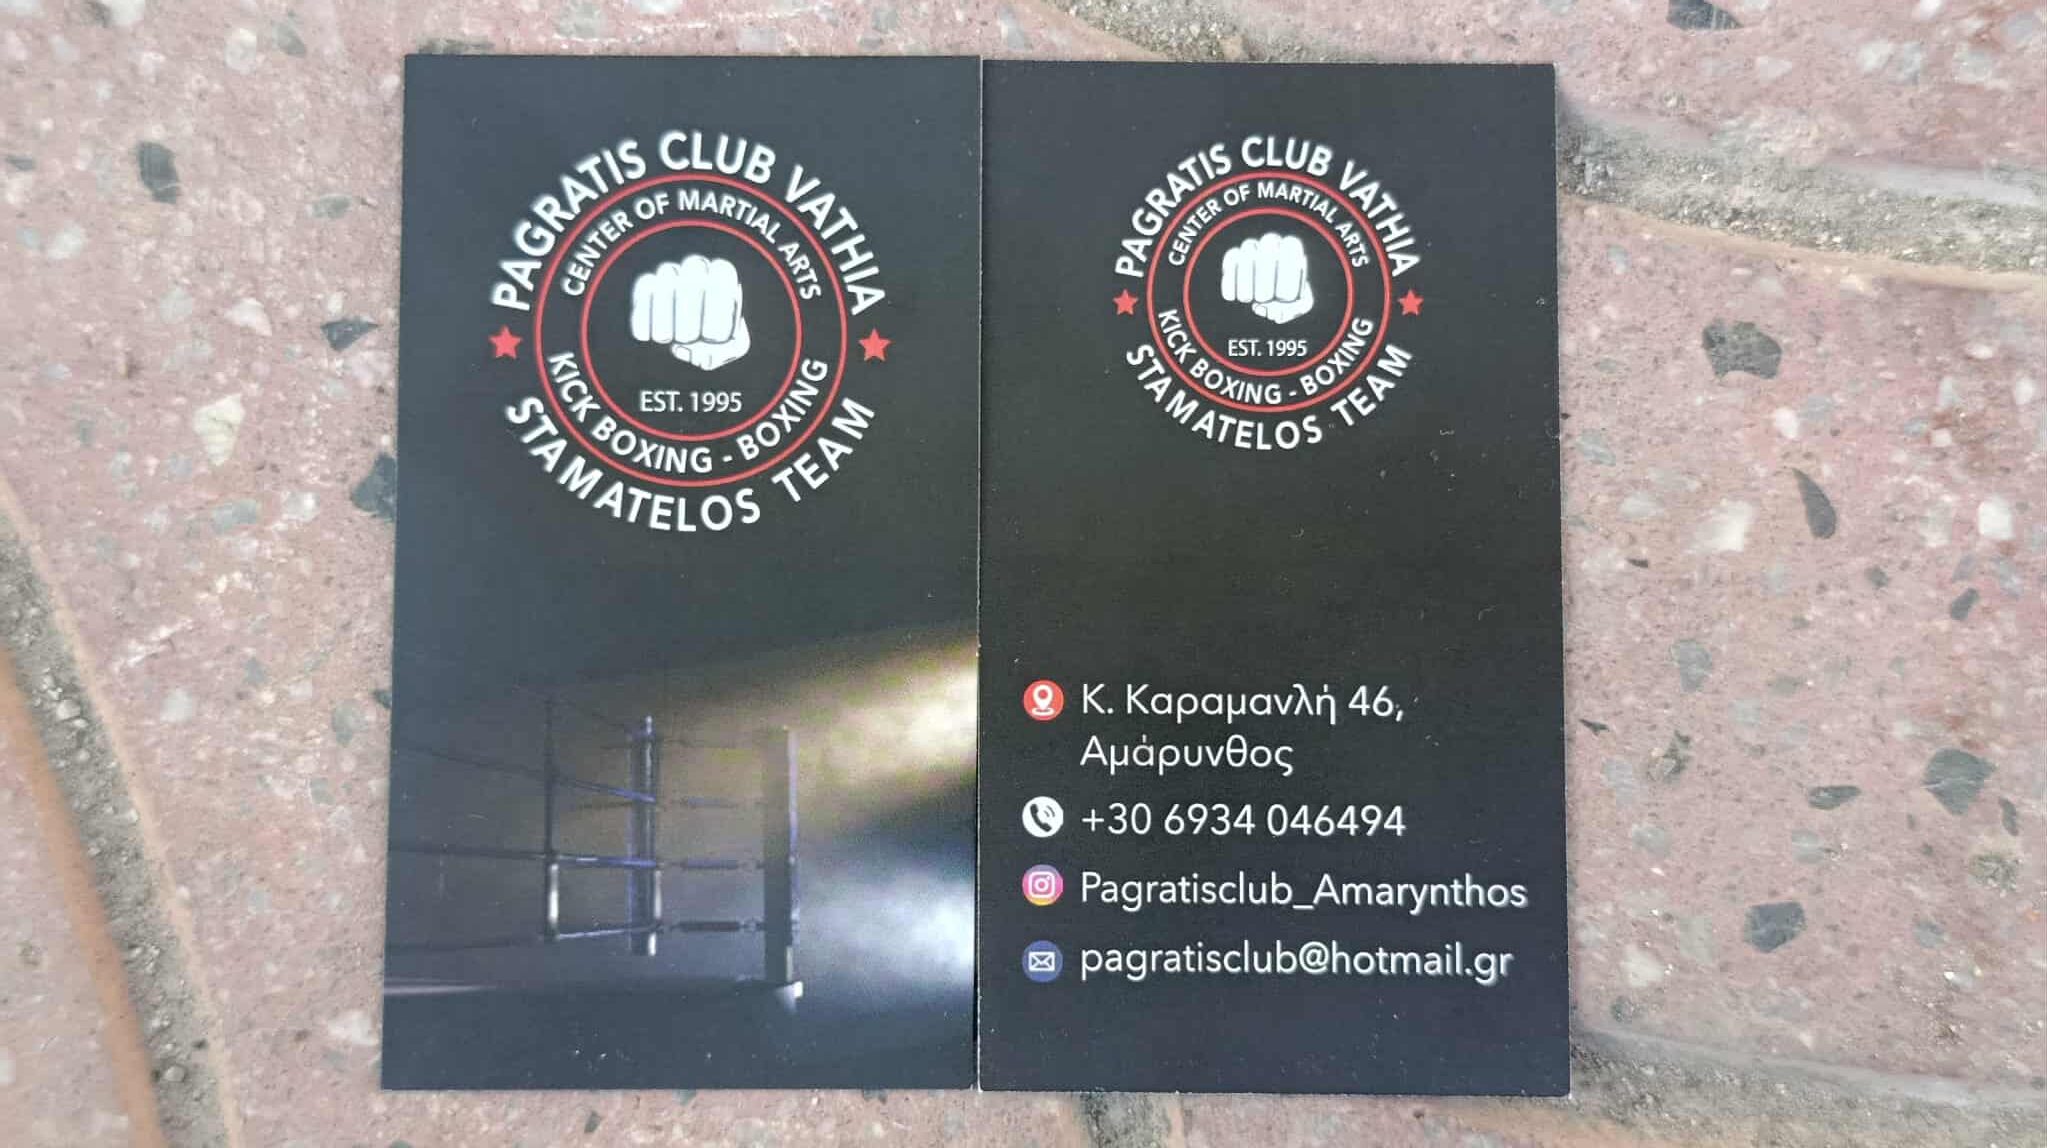 PAGRATIS CLUB VATHIA
CENTER OF MARTIAL ARTS
EST. 1995
KICK BOXING - BOXING
STAMATELOS TEAM
PAGRATIS CLUB VATHIA
CENTER OF MARTIAL ARTS
EST. 1995
KICK BOXING - BOXING
STAMATELOS TEAM
Κ. Καραμανλή 46,
Αμάρυνθος
+30 6934 046494
Pagratisclub_Amarynthos
pagratisclub@hotmail.gr